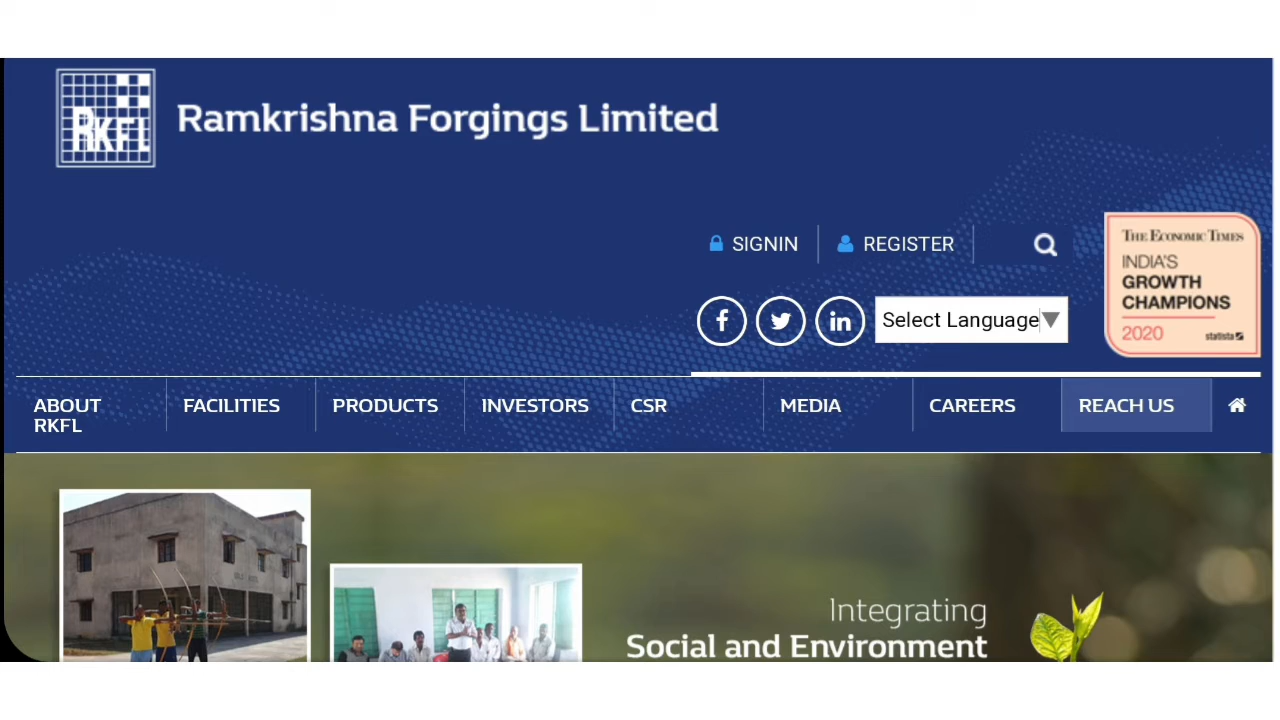 RKFL
Ramkrishna Forgings Limited
SIGNIN
REGISTER
THE ECONOMIC TIMES
INDIA'S
GROWTH
CHAMPIONS
2020
statista
Select Language
ABOUT
RKFL
FACILITIES
PRODUCTS
INVESTORS
CSR
MEDIA
CAREERS
REACH US
Integrating
Social and Environment